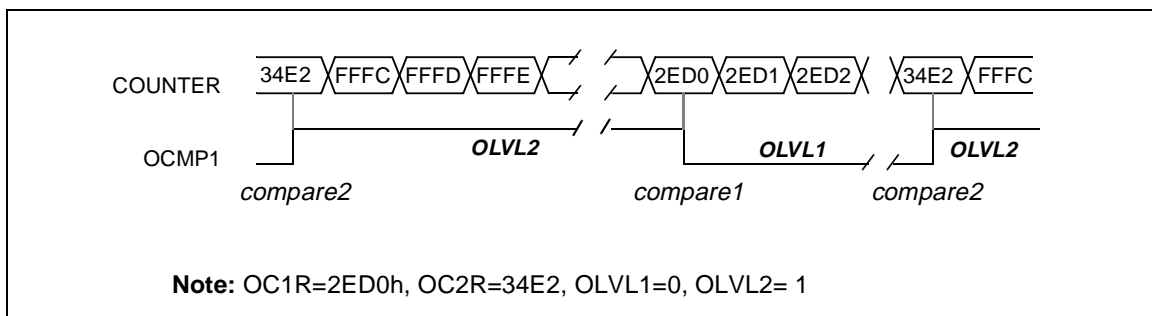 COUNTER 34E2 FFFC FFFD FFFE 2ED0 2ED1 2ED2 34E2 FFFC
OCMP1 OLVL2 OLVL1 OLVL2
compare2 compare1 compare2
Note: OC1R=2ED0h, OC2R=34E2, OLVL1=0, OLVL2= 1